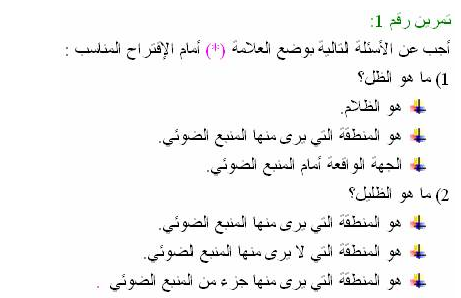 تمرين رقم 1:
أجب عن الأسئلة التالية بوضع العلامة (*) أمام الإقتراح المناسب :
1) ما هو الظل؟
هو الظلام.
هو المنطقة التي يرى منها المنبع الضوئي.
الجهة الواقعة أمام المنبع الضوئي.
2) ما هو الظليل؟
هو المنطقة التي يرى منها المنبع الضوئي.
هو المنطقة التي لا يرى منها المنبع الضوئي.
هو المنطقة التي يرى منها جزء من المنبع الضوئي .